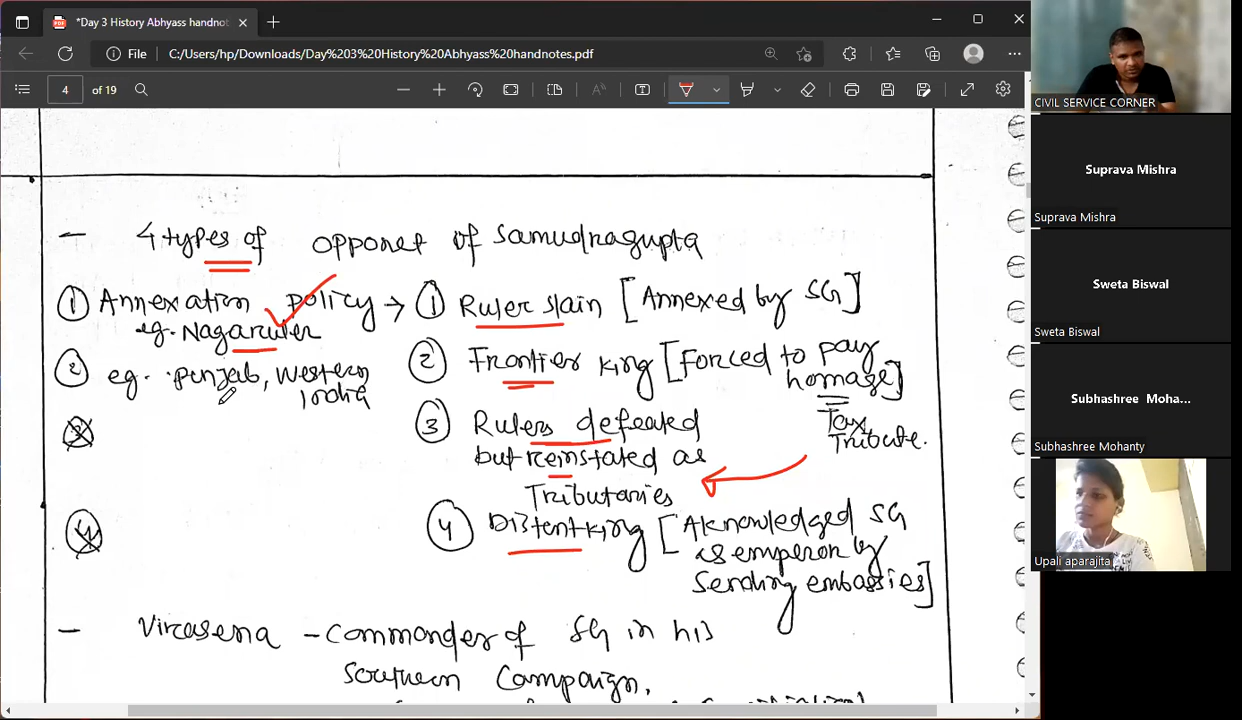 *Day 3 History Abhyass handnot
File C:/Users/hp/Downloads/Day%203%20History%20Abhyass%20handnotes.pdf
4 of 19
CIVIL SERVICE CORNER
Suprava Mishra
Suprava Mishra
Sweta Biswal
Sweta Biswal
Subhashree Moha...
Subhashree Mohanty
Upali aparajita
- 4 types of opponet of Samudragupta
① Annexation policy → ① Ruler slain [Annexed by SG]
eg. Nagaruler
② eg. Punjab, Western India
② Frontier king [Forced to pay homage]
Tax, Tribute.
③
③ Rulers defeated
but reinstated as
Tributaries
④
④ Distent king [Aknowledged SG
as emperor by
Sending embassies]
- Virasena - Commander of SG in his
Southern Campaign.